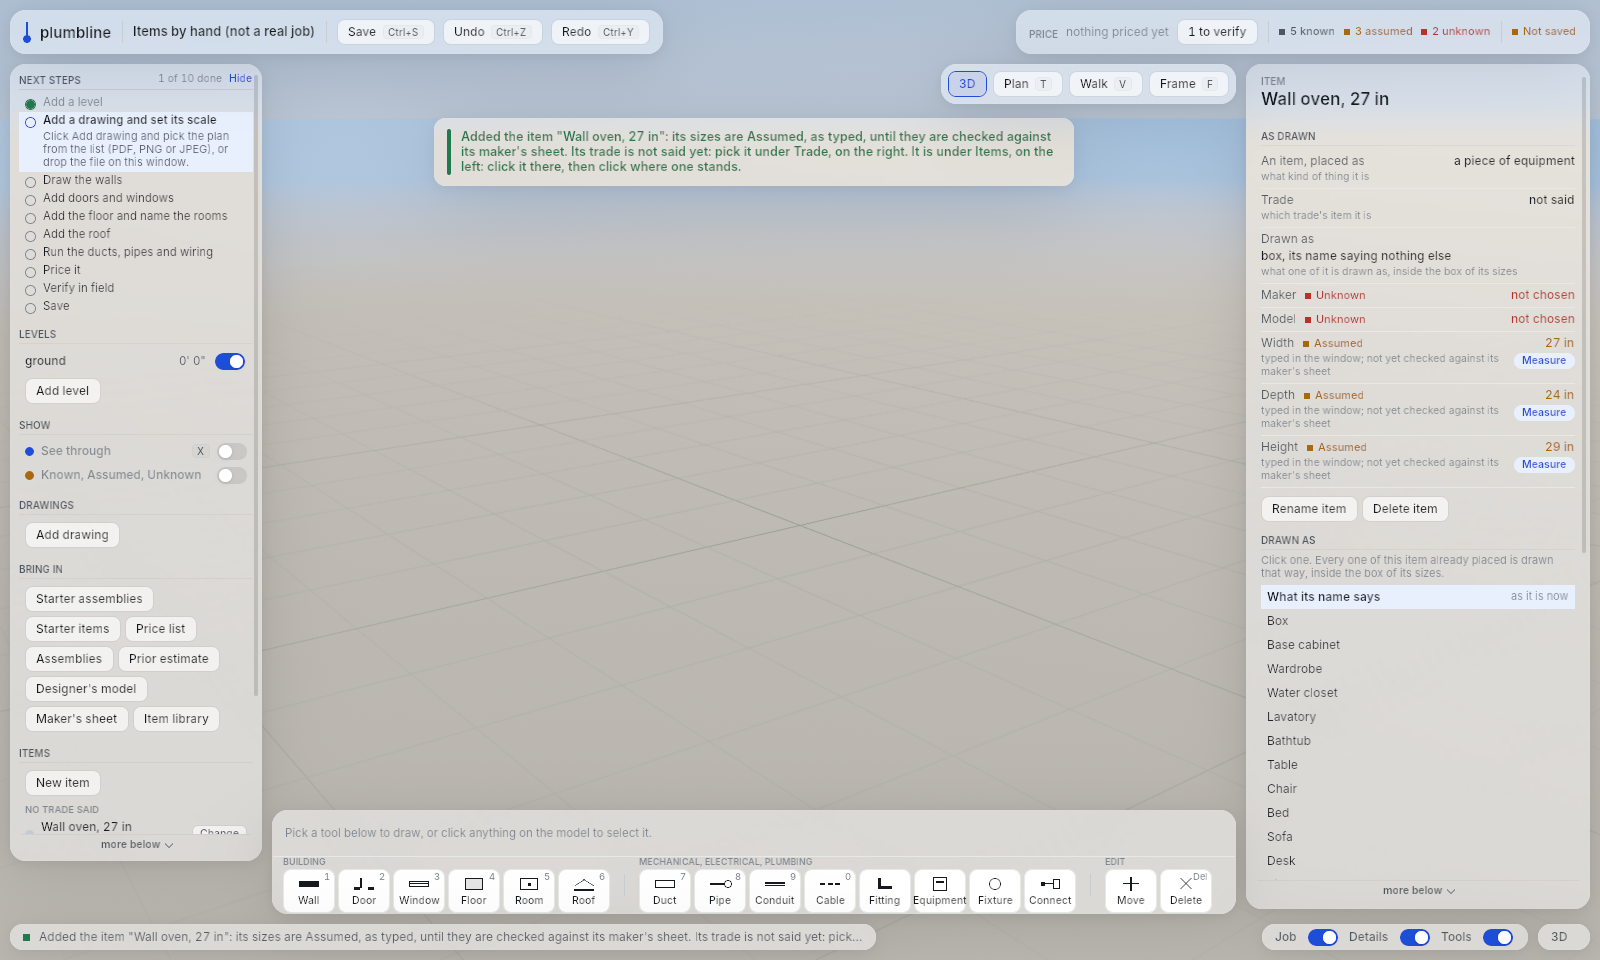 plumbline
Items by hand (not a real job)
Save Ctrl+S
Undo Ctrl+Z
Redo Ctrl+Y
PRICE nothing priced yet
1 to verify
5 known
3 assumed
2 unknown
Not saved
NEXT STEPS 1 of 10 done Hide
Add a level
Add a drawing and set its scale
Click Add drawing and pick the plan
from the list (PDF, PNG or JPEG), or
drop the file on this window.
Draw the walls
Add doors and windows
Add the floor and name the rooms
Add the roof
Run the ducts, pipes and wiring
Price it
Verify in field
Save
LEVELS
ground 0' 0"
Add level
SHOW
See through X
Known, Assumed, Unknown
DRAWINGS
Add drawing
BRING IN
Starter assemblies
Starter items Price list
Assemblies Prior estimate
Designer's model
Maker's sheet Item library
ITEMS
New item
NO TRADE SAID
Wall oven, 27 in Change
more below
3D
Plan T
Walk V
Frame F
Added the item "Wall oven, 27 in": its sizes are Assumed, as typed, until they are checked against
its maker's sheet. Its trade is not said yet: pick it under Trade, on the right. It is under Items, on the
left: click it there, then click where one stands.
ITEM
Wall oven, 27 in
AS DRAWN
An item, placed as a piece of equipment
what kind of thing it is
Trade not said
which trade's item it is
Drawn as
box, its name saying nothing else
what one of it is drawn as, inside the box of its sizes
Maker Unknown not chosen
Model Unknown not chosen
Width Assumed 27 in
typed in the window; not yet checked against its
maker's sheet
Measure
Depth Assumed 24 in
typed in the window; not yet checked against its
maker's sheet
Measure
Height Assumed 29 in
typed in the window; not yet checked against its
maker's sheet
Measure
Rename item Delete item
DRAWN AS
Click one. Every one of this item already placed is drawn
that way, inside the box of its sizes.
What its name says as it is now
Box
Base cabinet
Wardrobe
Water closet
Lavatory
Bathtub
Table
Chair
Bed
Sofa
Desk
more below
Pick a tool below to draw, or click anything on the model to select it.
BUILDING
1 Wall
2 Door
3 Window
4 Floor
5 Room
6 Roof
MECHANICAL, ELECTRICAL, PLUMBING
7 Duct
8 Pipe
9 Conduit
0 Cable
Fitting
Equipment
Fixture
Connect
EDIT
Move
Del Delete
Added the item "Wall oven, 27 in": its sizes are Assumed, as typed, until they are checked against its maker's sheet. Its trade is not said yet: pick...
Job
Details
Tools
3D